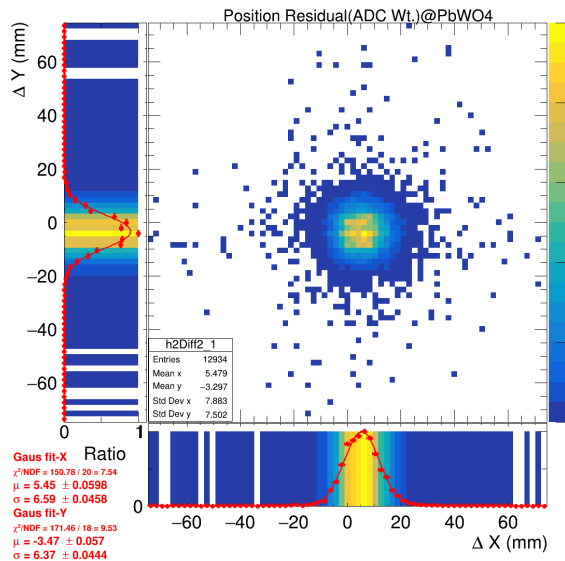 Position Residual(ADC Wt.)@PbWO4
Δ Y (mm)
60
40
20
0
−20
−40
−60
h2Diff2_1
Entries 12934
Mean x 5.479
Mean y −3.297
Std Dev x 7.883
Std Dev y 7.502
0 1
Ratio
1
0
−60 −40 −20 0 20 40 60
Δ X (mm)
Gaus fit-X
χ²/NDF = 150.78 / 20 = 7.54
μ = 5.45 ± 0.0598
σ = 6.59 ± 0.0458
Gaus fit-Y
χ²/NDF = 171.46 / 18 = 9.53
μ = -3.47 ± 0.057
σ = 6.37 ± 0.0444